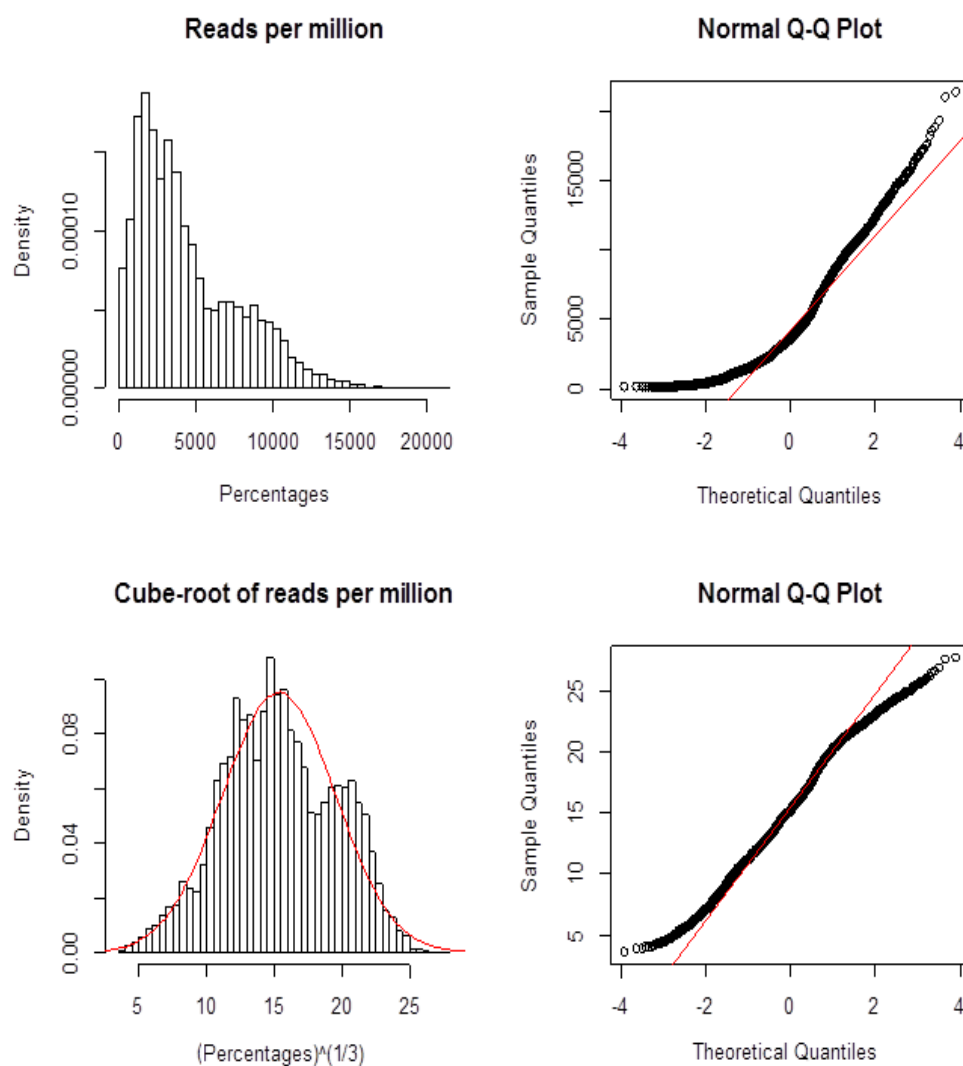 Reads per million
Density
0.00000
0.00010
0
5000
10000
15000
20000
Percentages
Normal Q-Q Plot
Sample Quantiles
0
5000
15000
-4
-2
0
2
4
Theoretical Quantiles
Cube-root of reads per million
Density
0.00
0.04
0.08
5
10
15
20
25
(Percentages)^(1/3)
Normal Q-Q Plot
Sample Quantiles
5
10
15
20
25
-4
-2
0
2
4
Theoretical Quantiles